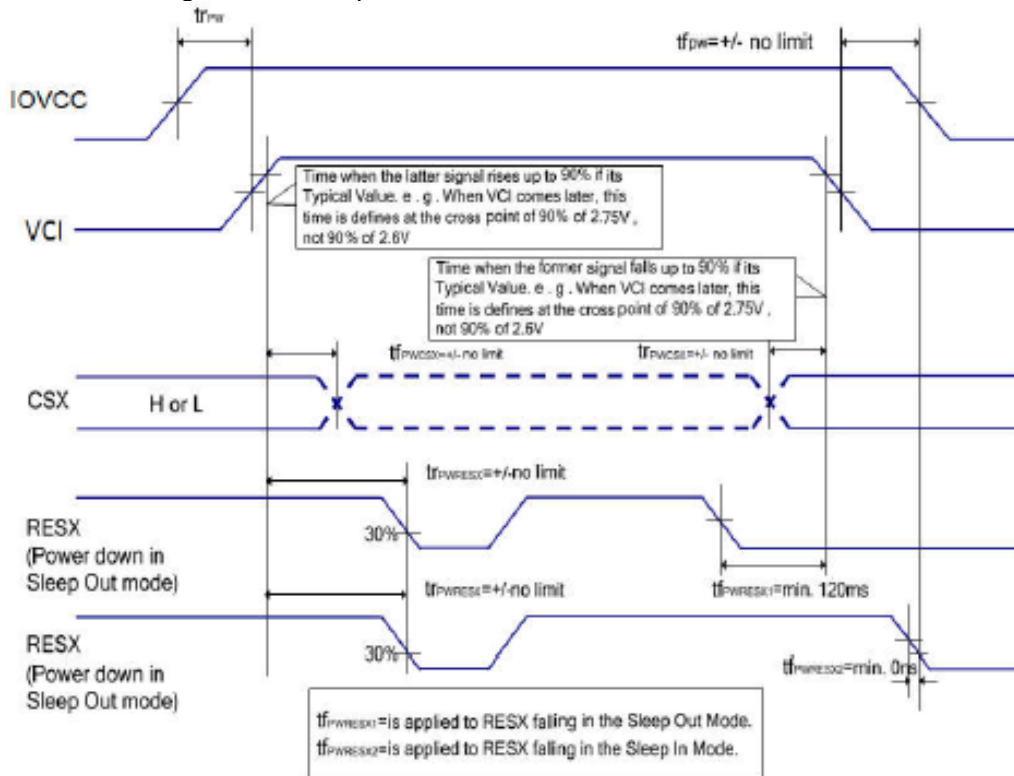 trPW
tfpw=+/- no limit
IOVCC
VCI
Time when the latter signal rises up to 90% if its
Typical Value. e . g . When VCI comes later, this
time is defines at the cross point of 90% of 2.75V ,
not 90% of 2.6V
Time when the former signal falls up to 90% if its
Typical Value. e . g . When VCI comes later, this
time is defines at the cross point of 90% of 2.75V ,
not 90% of 2.6V
tfPWCSX=+/- no limit
trPWCSX=+/- no limit
CSX
H or L
trPWRESX=+/-no limit
RESX
(Power down in
Sleep Out mode)
30%
tfPWRESX1=min. 120ms
trPWRESX=+/-no limit
RESX
(Power down in
Sleep Out mode)
30%
tfPWRESX2=min. 0ns
tfPWRESX1=is applied to RESX falling in the Sleep Out Mode.
tfPWRESX2=is applied to RESX falling in the Sleep In Mode.